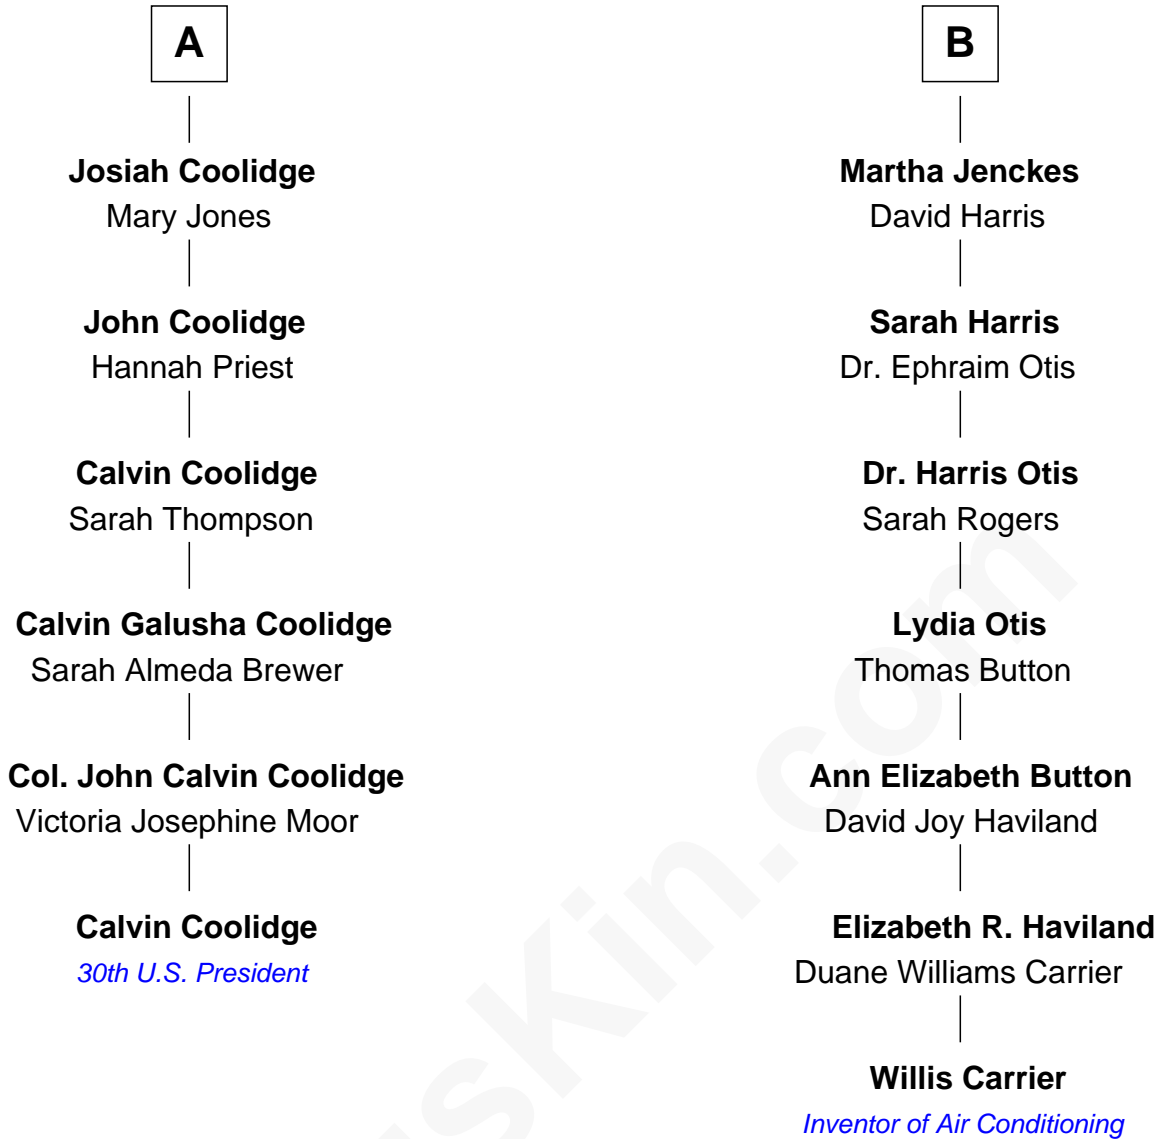 A
Josiah Coolidge
Mary Jones
John Coolidge
Hannah Priest
Calvin Coolidge
Sarah Thompson
Calvin Galusha Coolidge
Sarah Almeda Brewer
Col. John Calvin Coolidge
Victoria Josephine Moor
Calvin Coolidge
30th U.S. President
B
Martha Jenckes
David Harris
Sarah Harris
Dr. Ephraim Otis
Dr. Harris Otis
Sarah Rogers
Lydia Otis
Thomas Button
Ann Elizabeth Button
David Joy Haviland
Elizabeth R. Haviland
Duane Williams Carrier
Willis Carrier
Inventor of Air Conditioning